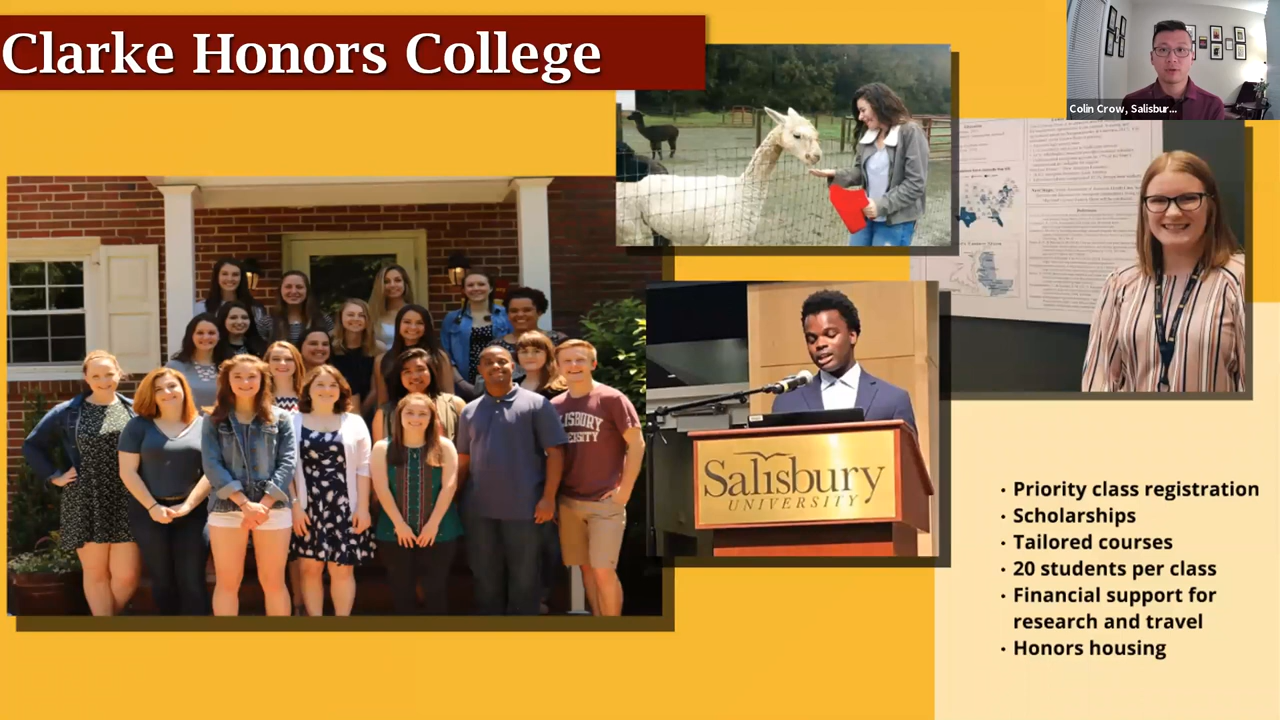 Clarke Honors College
Colin Crow, Salisbur...
SALISBURY
Salisbury
UNIVERSITY
• Priority class registration
• Scholarships
• Tailored courses
• 20 students per class
• Financial support for
research and travel
• Honors housing